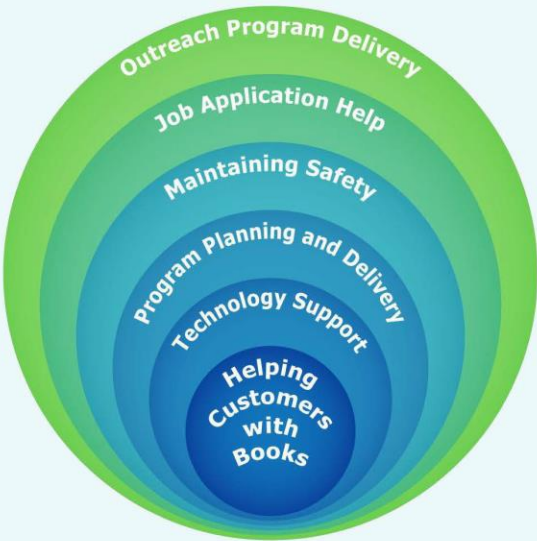 Outreach Program Delivery
Job Application Help
Maintaining Safety
Program Planning and Delivery
Technology Support
Helping
Customers
with
Books